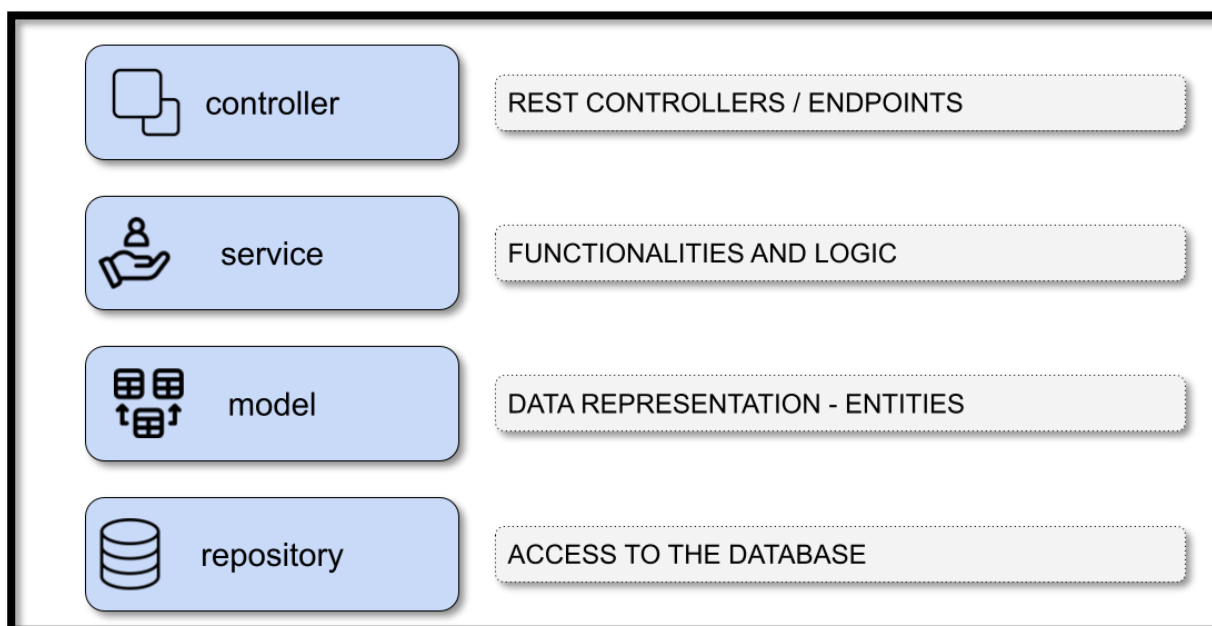 controller
REST CONTROLLERS / ENDPOINTS
service
FUNCTIONALITIES AND LOGIC
model
DATA REPRESENTATION - ENTITIES
repository
ACCESS TO THE DATABASE